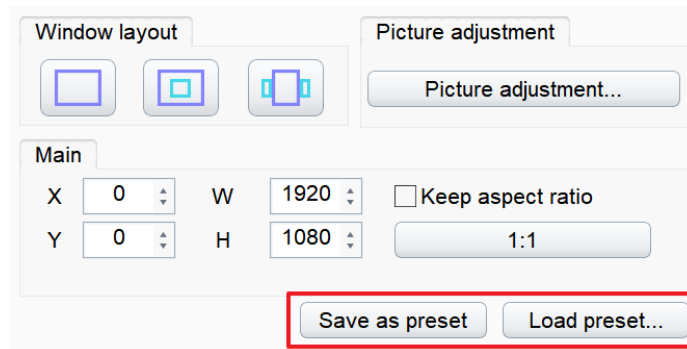 Window layout
Picture adjustment
Picture adjustment...
Main
X 0 W 1920 Keep aspect ratio
Y 0 H 1080 1:1
Save as preset Load preset...